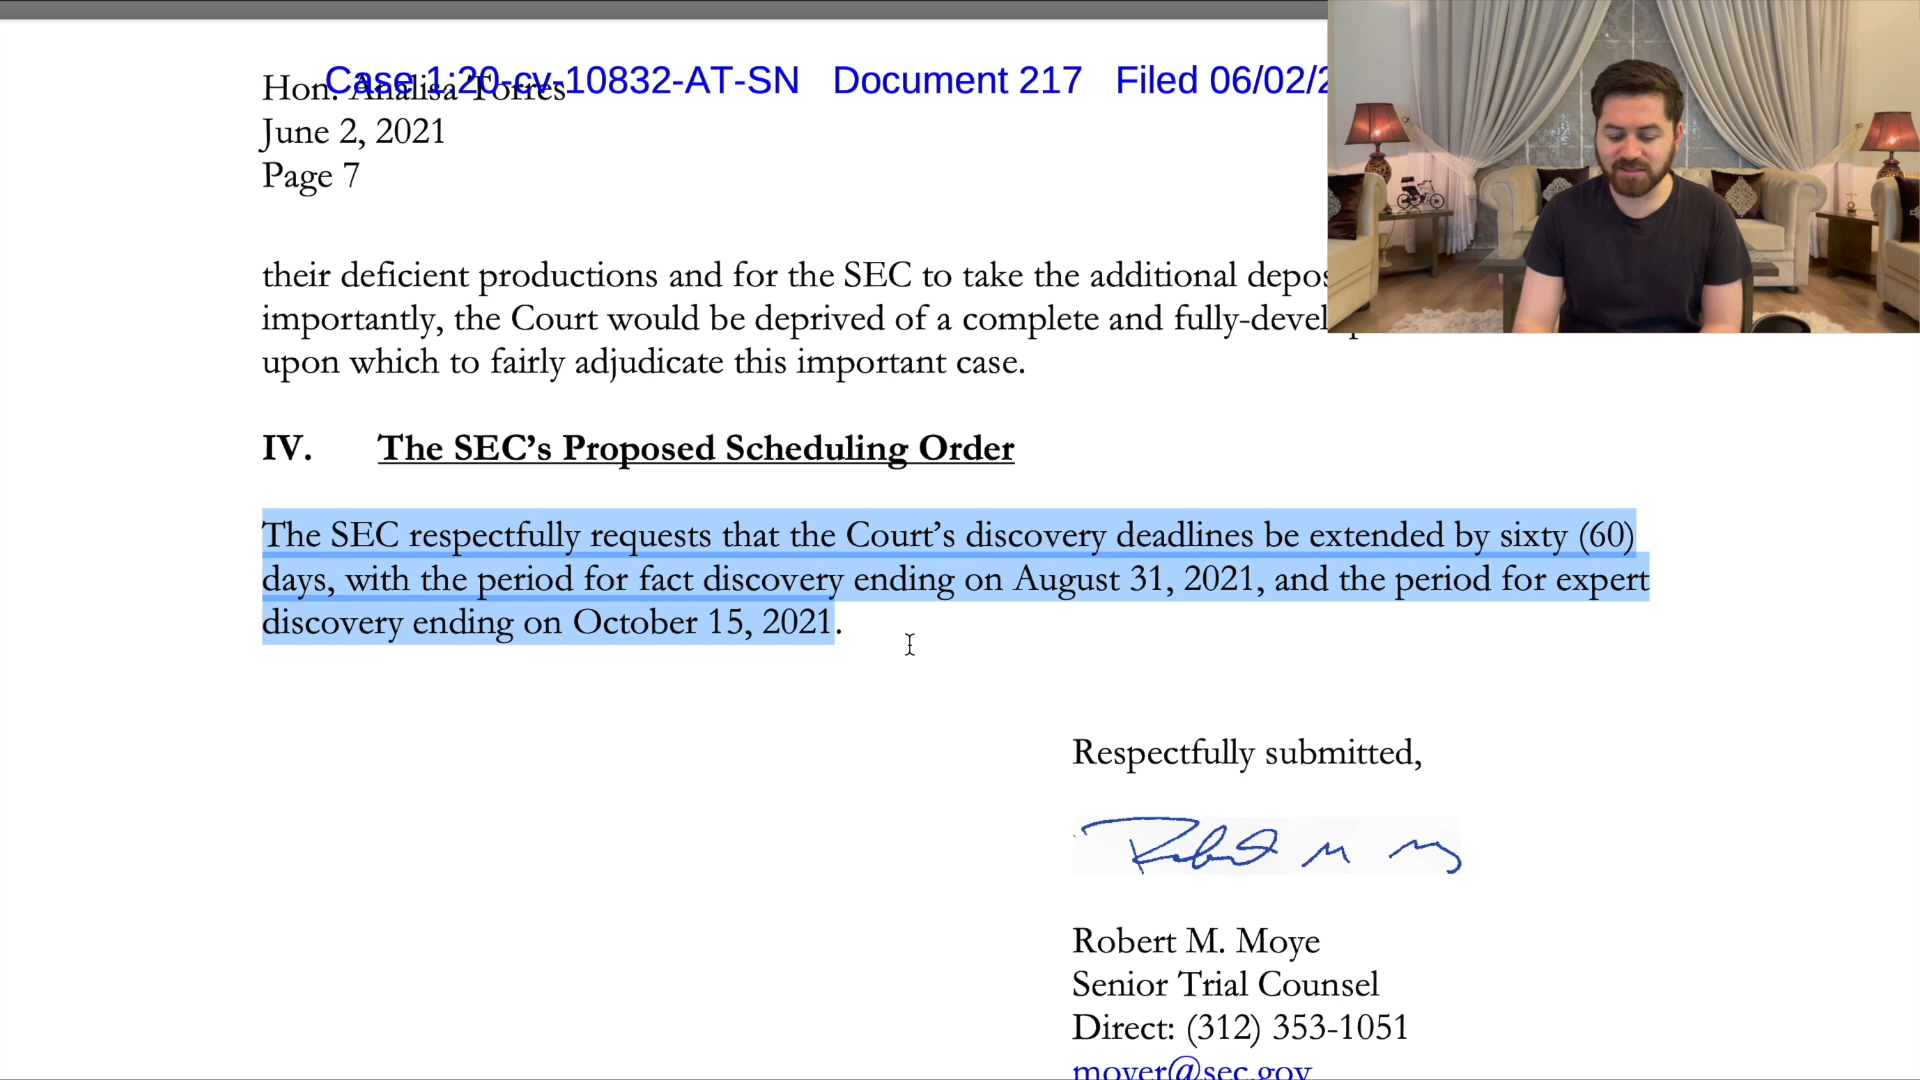 Case 1:20-cv-10832-AT-SN Document 217 Filed 06/02/2
Hon. Analisa Torres
June 2, 2021
Page 7
their deficient productions and for the SEC to take the additional depos
importantly, the Court would be deprived of a complete and fully-devel
upon which to fairly adjudicate this important case.
IV. The SEC’s Proposed Scheduling Order
The SEC respectfully requests that the Court’s discovery deadlines be extended by sixty (60)
days, with the period for fact discovery ending on August 31, 2021, and the period for expert
discovery ending on October 15, 2021.
Respectfully submitted,
Robert M. Moye
Senior Trial Counsel
Direct: (312) 353-1051
moyer@sec.gov